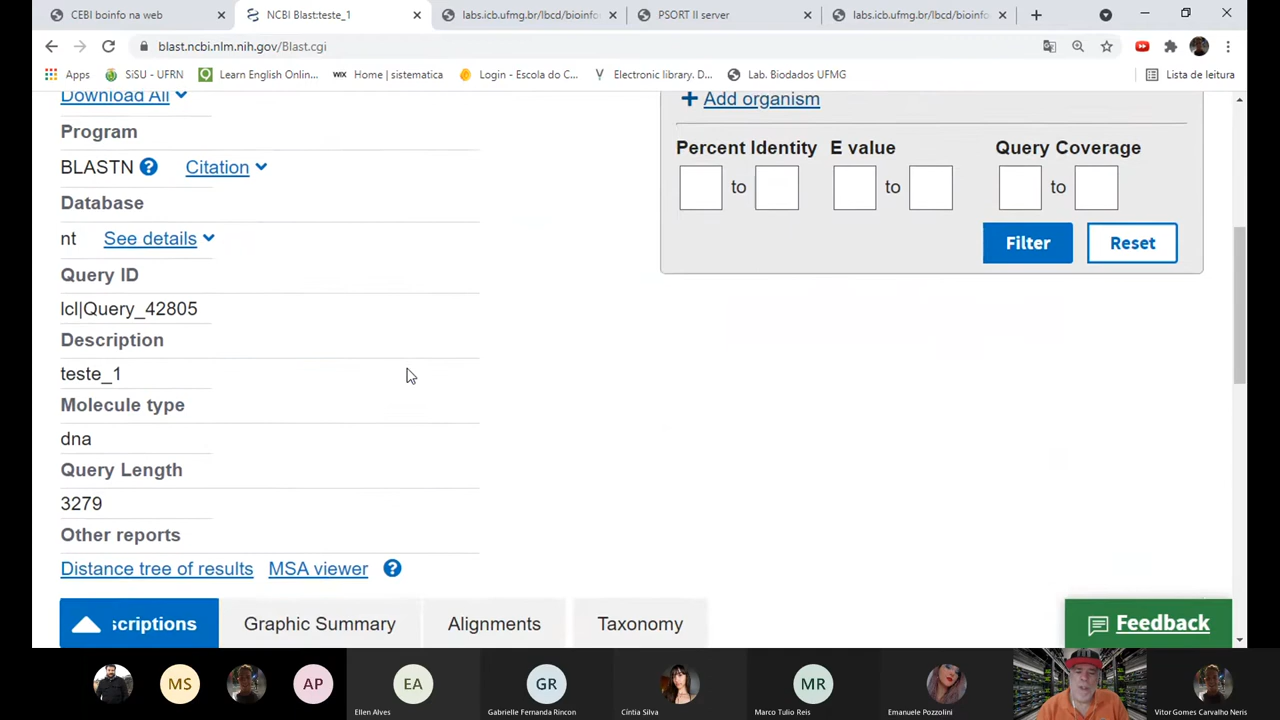 CEBI boinfo na web
NCBI Blast:teste_1
labs.icb.ufmg.br/lbcd/bioinfo
PSORT II server
labs.icb.ufmg.br/lbcd/bioinfo
blast.ncbi.nlm.nih.gov/Blast.cgi
Apps
SiSU - UFRN
Learn English Onlin...
WIX
Home | sistematica
Login - Escola do C...
Electronic library. D...
Lab. Biodados UFMG
Lista de leitura
Download All
Add organism
Program
Percent Identity
E value
Query Coverage
BLASTN
Citation
to
to
to
Database
nt
See details
Filter
Reset
Query ID
lcl|Query_42805
Description
teste_1
Molecule type
dna
Query Length
3279
Other reports
Distance tree of results
MSA viewer
scriptions
Graphic Summary
Alignments
Taxonomy
Feedback
MS
AP
EA
GR
MR
Ellen Alves
Gabrielle Fernanda Rincon
Cíntia Silva
Marco Tulio Reis
Emanuele Pozzolini
Vitor Gomes Carvalho Neris